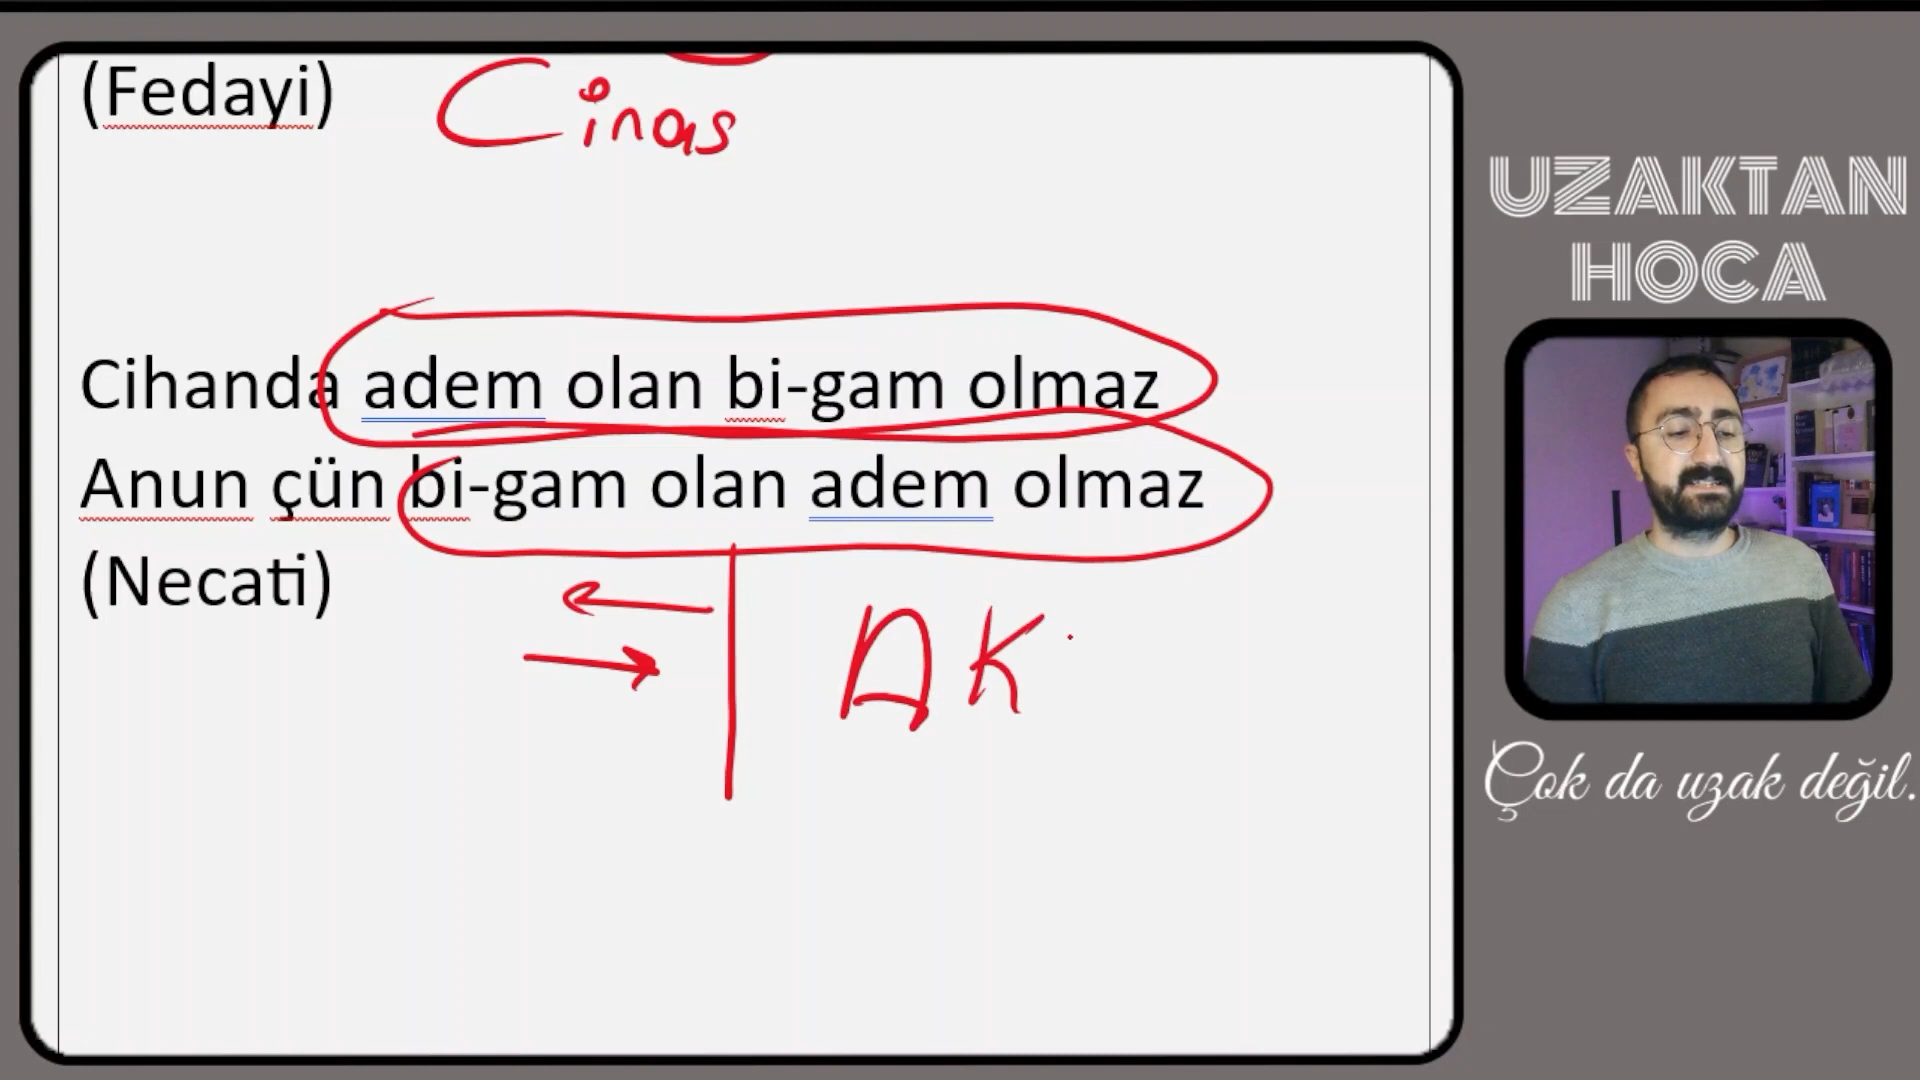 (Fedayi)
Cinas
Cihanda adem olan bi-gam olmaz
Anun çün bi-gam olan adem olmaz
(Necati)
AK
UZAKTAN
HOCA
Çok da uzak değil.